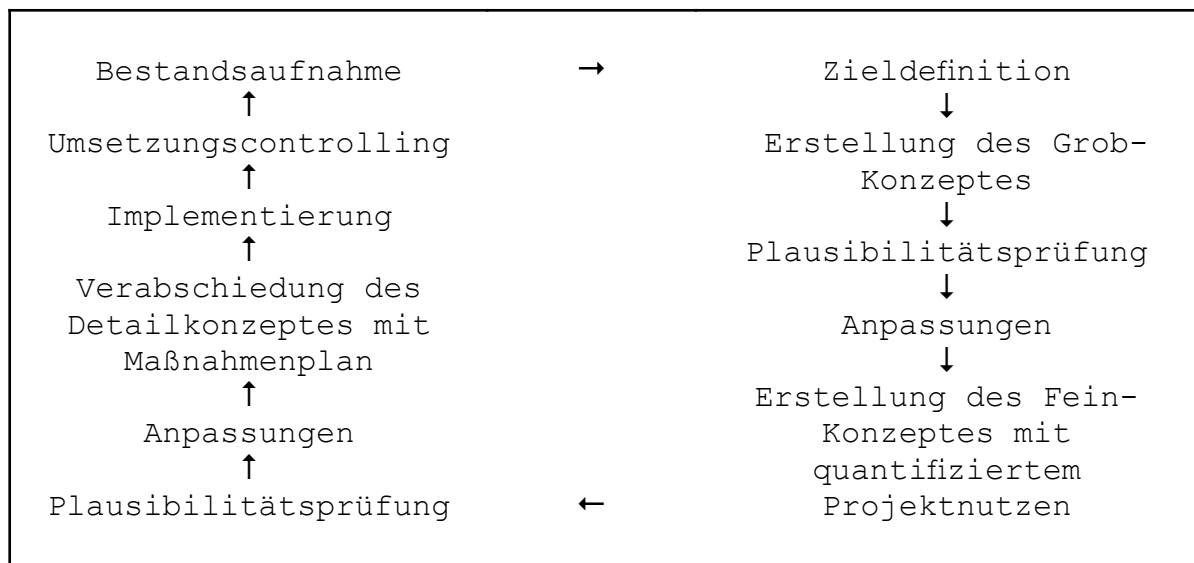 Bestandsaufnahme → Zieldefinition
↑ ↓
Umsetzungscontrolling Erstellung des Grob-
↑ Konzeptes
Implementierung ↓
↑ Plausibilitätsprüfung
Verabschiedung des ↓
Detailkonzeptes mit Anpassungen
Maßnahmenplan ↓
↑ Erstellung des Fein-
Anpassungen Konzeptes mit
↑ quantifiziertem
Plausibilitätsprüfung ← Projektnutzen